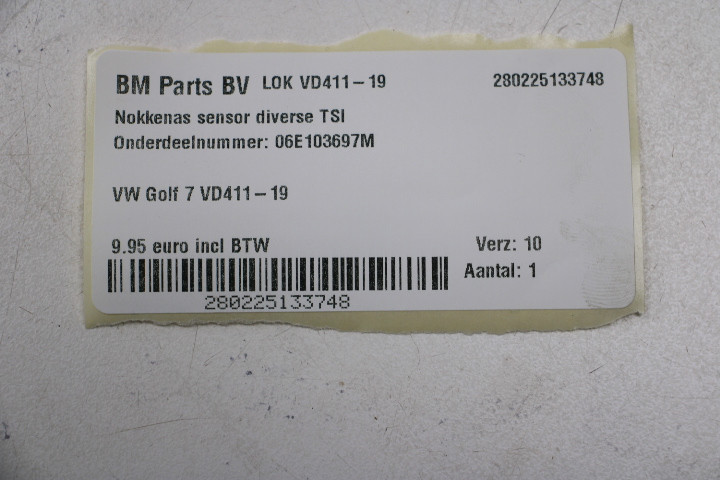 BM Parts BV LOK VD411-19 280225133748
Nokkenas sensor diverse TSI
Onderdeelnummer: 06E103697M
VW Golf 7 VD411-19
9.95 euro incl BTW Verz: 10
Aantal: 1
280225133748